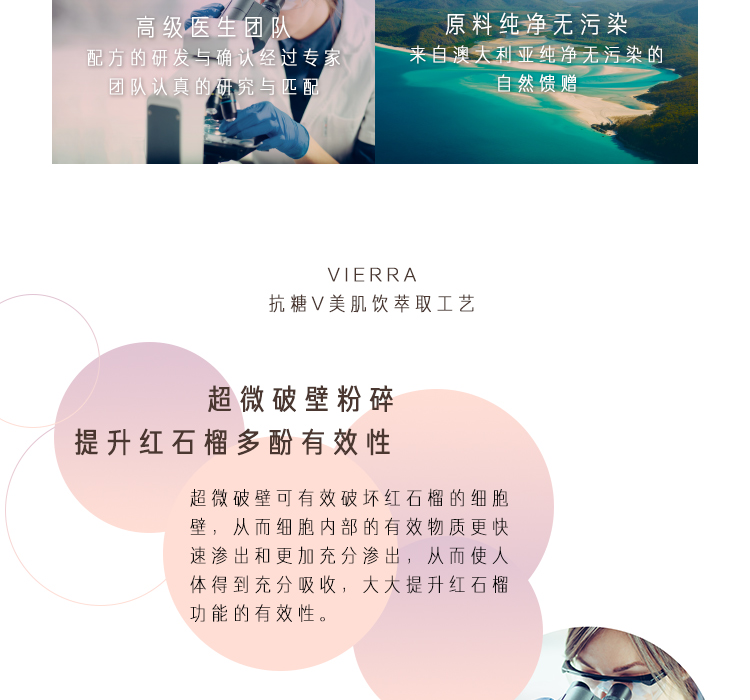 高级医生团队
配方的研发与确认经过专家
团队认真的研究与匹配
原料纯净无污染
来自澳大利亚纯净无污染的
自然馈赠
VIERRA
抗糖V美肌饮萃取工艺
超微破壁粉碎
提升红石榴多酚有效性
超微破壁可有效破坏红石榴的细胞
壁，从而细胞内部的有效物质更快
速渗出和更加充分渗出，从而使人
体得到充分吸收，大大提升红石榴
功能的有效性。